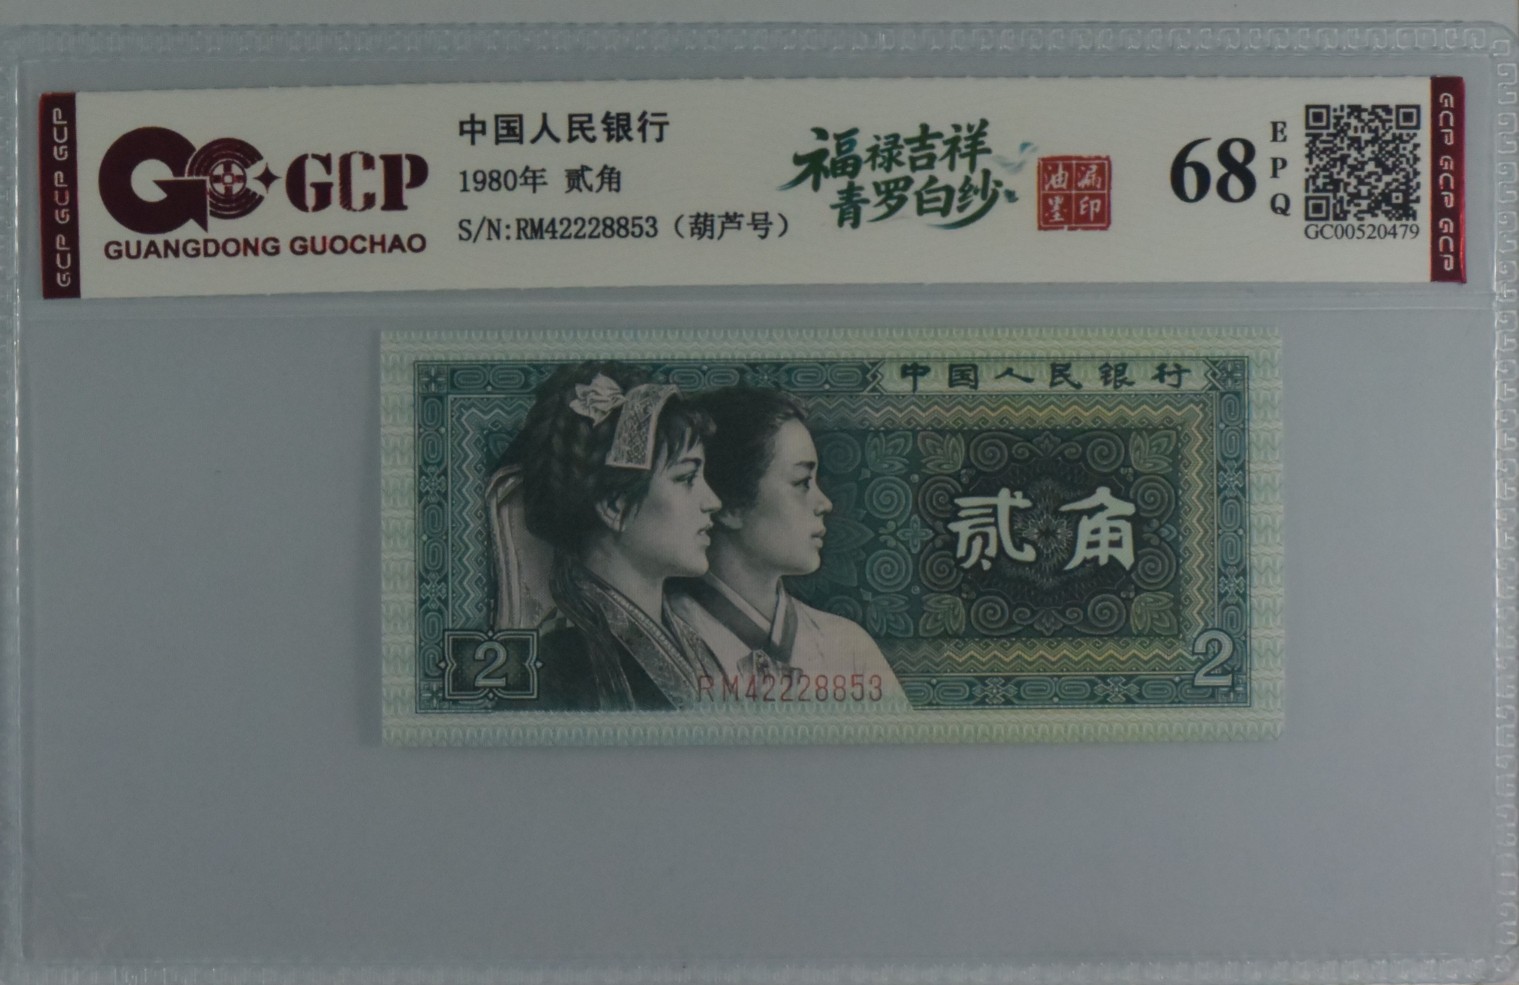 GCP GCP GCP
GCP
GUANGDONG GUOCHAO
中国人民银行
1980年 贰角
S/N:RM42228853（葫芦号）
福禄吉祥
青罗白纱
油漏
墨印
68
EPQ
GC00520479
GCP GCP GCP
中国人民银行
贰角
2
2
RM42228853